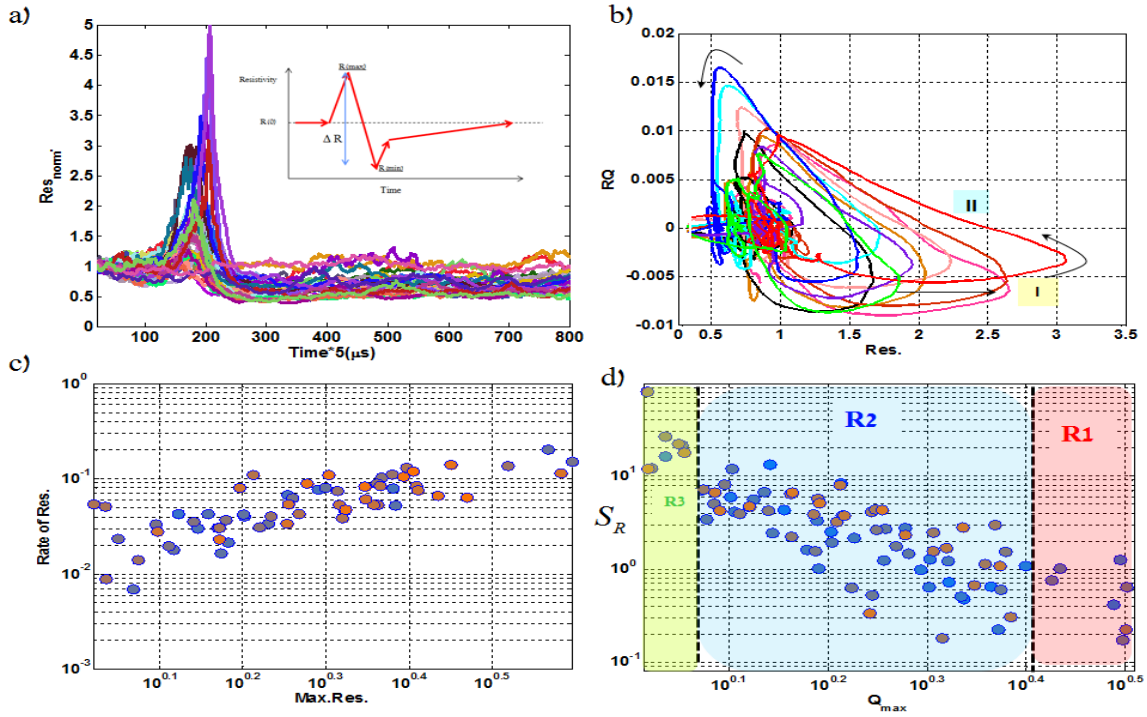 a)
5
4.5
4
3.5
3
2.5
2
1.5
1
0.5
0
Res norm.
100 200 300 400 500 600 700 800
Time*5(μs)
Resistivity
R(max)
R(0)
Δ R
R(min)
Time
b)
0.02
0.015
0.01
0.005
0
-0.005
-0.01
RQ
0 0.5 1 1.5 2 2.5 3 3.5
Res.
II
I
c)
10^0
10^-1
10^-2
10^-3
Rate of Res.
10^0.1 10^0.2 10^0.3 10^0.4 10^0.5
Max.Res.
d)
S_R
10^1
10^0
10^-1
R3
R2
R1
10^0.1 10^0.2 10^0.3 10^0.4 10^0.5
Q_max